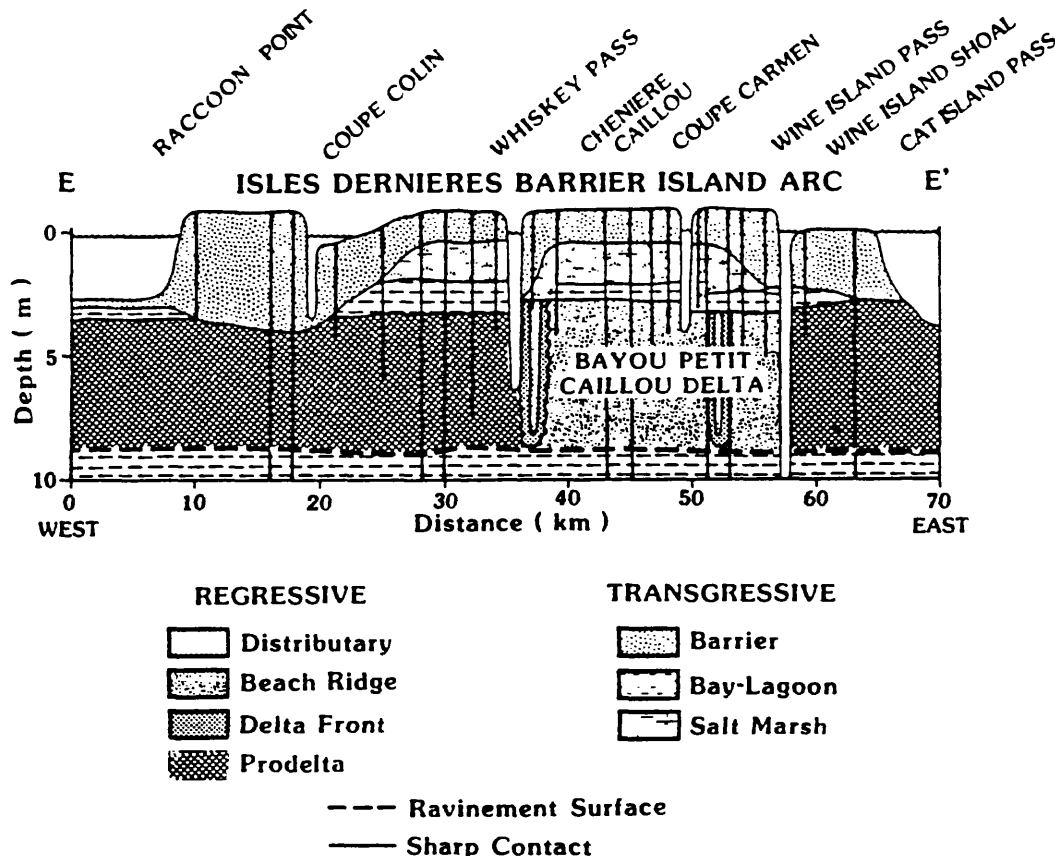 RACCOON POINT
COUPE COLIN
WHISKEY PASS
CHENIERE
CAILLOU
COUPE CARMEN
WINE ISLAND PASS
WINE ISLAND SHOAL
CAT ISLAND PASS
E ISLES DERNIERES BARRIER ISLAND ARC E'
0
5
10
Depth ( m )
BAYOU PETIT
CAILLOU DELTA
0 10 20 30 40 50 60 70
WEST Distance ( km ) EAST
REGRESSIVE
Distributary
Beach Ridge
Delta Front
Prodelta
TRANSGRESSIVE
Barrier
Bay-Lagoon
Salt Marsh
Ravinement Surface
Sharp Contact